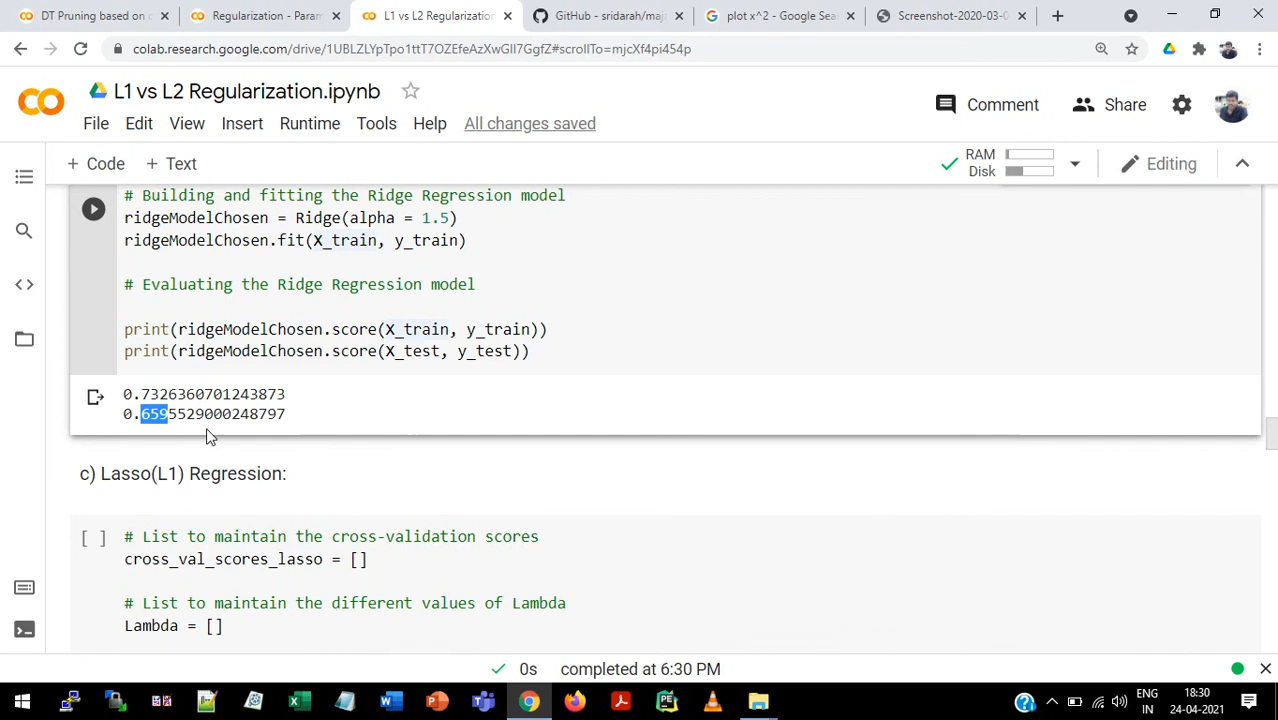 DT Pruning based on c
Regularization - Param
L1 vs L2 Regularization
GitHub - sridarah/maj
plot x^2 - Google Sea
Screenshot-2020-03-0
colab.research.google.com/drive/1UBLZLYpTpo1ttT7OZEfeAzXwGll7GgfZ#scrollTo=mjcXf4pi454p
L1 vs L2 Regularization.ipynb
Comment
Share
File Edit View Insert Runtime Tools Help All changes saved
+ Code + Text
RAM
Disk
Editing
# Building and fitting the Ridge Regression model
ridgeModelChosen = Ridge(alpha = 1.5)
ridgeModelChosen.fit(X_train, y_train)
# Evaluating the Ridge Regression model
print(ridgeModelChosen.score(X_train, y_train))
print(ridgeModelChosen.score(X_test, y_test))
0.7326360701243873
0.6595529000248797
c) Lasso(L1) Regression:
[ ]
# List to maintain the cross-validation scores
cross_val_scores_lasso = []
# List to maintain the different values of Lambda
Lambda = []
0s completed at 6:30 PM
ENG
IN
18:30
24-04-2021